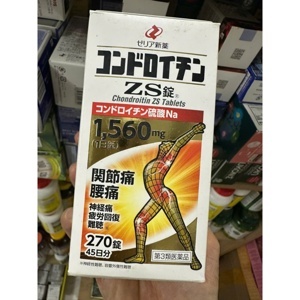 ゼリア新薬
コンドロイチン
ZS錠
Chondroitin ZS Tablets
コンドロイチン硫酸Na
1,560mg
関節痛
腰痛
神経痛
疲労回復
難聴
270錠
45日分
第3類医薬品